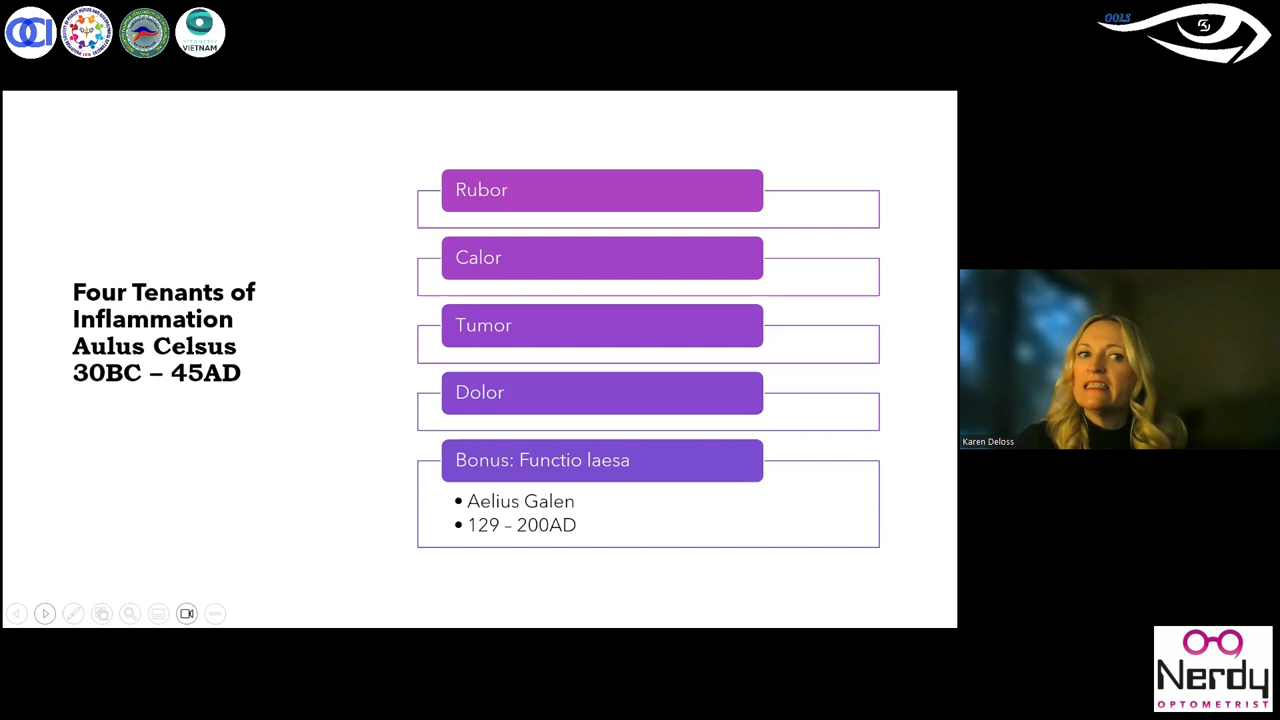 OCI
VIETNAM
OOLS
Rubor
Calor
Four Tenants of
Inflammation
Aulus Celsus
30BC – 45AD
Tumor
Dolor
Bonus: Functio laesa
• Aelius Galen
• 129 – 200AD
Karen Deloss
Nerdy
OPTOMETRIST